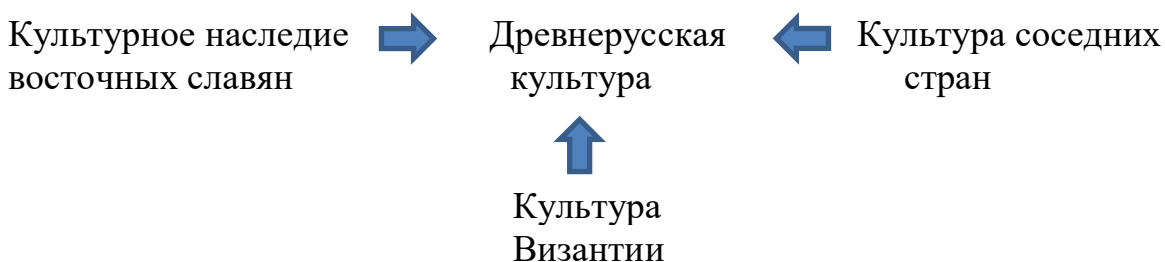 Культурное наследие
восточных славян
Древнерусская
культура
Культура соседних
стран
Культура
Византии